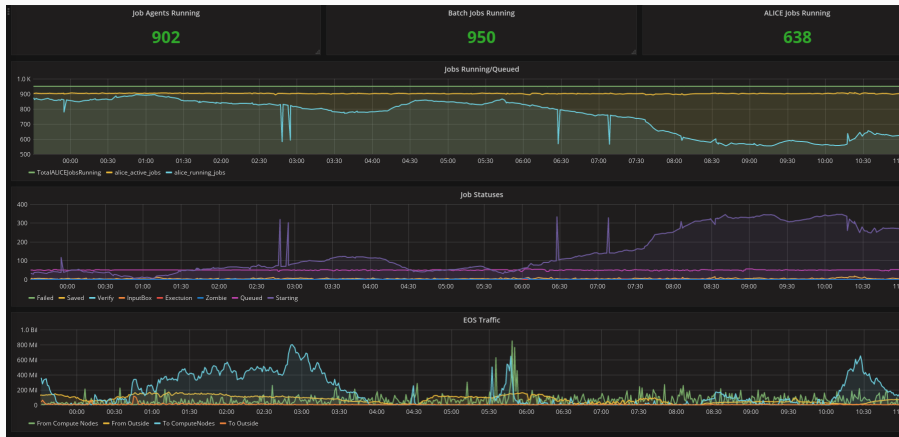 Job Agents Running Batch Jobs Running ALICE Jobs Running
902 950 638
Jobs Running/Queued
1.0 K
900
800
700
600
500
00:00 00:30 01:00 01:30 02:00 02:30 03:00 03:30 04:00 04:30 05:00 05:30 06:00 06:30 07:00 07:30 08:00 08:30 09:00 09:30 10:00 10:30 11
TotalALICEJobsRunning alice_active_jobs alice_running_jobs
Job Statuses
400
300
200
100
0
00:00 00:30 01:00 01:30 02:00 02:30 03:00 03:30 04:00 04:30 05:00 05:30 06:00 06:30 07:00 07:30 08:00 08:30 09:00 09:30 10:00 10:30 11
Failed Saved Verify InputBox Exectuion Zombie Queued Starting
EOS Traffic
1.0 Bil
800 Mil
600 Mil
400 Mil
200 Mil
0
00:00 00:30 01:00 01:30 02:00 02:30 03:00 03:30 04:00 04:30 05:00 05:30 06:00 06:30 07:00 07:30 08:00 08:30 09:00 09:30 10:00 10:30
From Compute Nodes From Outside To ComputeNodes To Outside